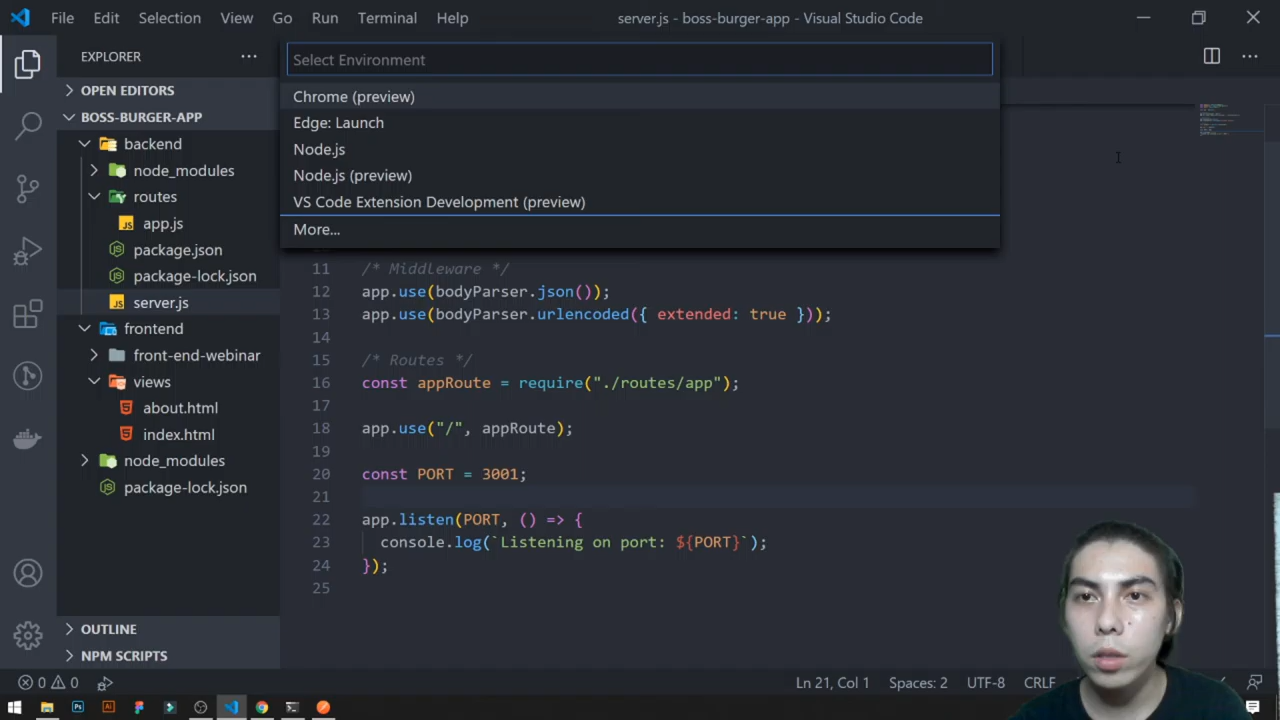 File Edit Selection View Go Run Terminal Help
server.js - boss-burger-app - Visual Studio Code
EXPLORER
OPEN EDITORS
BOSS-BURGER-APP
backend
node_modules
routes
app.js
package.json
package-lock.json
server.js
frontend
front-end-webinar
views
about.html
index.html
node_modules
package-lock.json
OUTLINE
NPM SCRIPTS
Select Environment
Chrome (preview)
Edge: Launch
Node.js
Node.js (preview)
VS Code Extension Development (preview)
More...
11 /* Middleware */
12 app.use(bodyParser.json());
13 app.use(bodyParser.urlencoded({ extended: true }));
14
15 /* Routes */
16 const appRoute = require("./routes/app");
17
18 app.use("/", appRoute);
19
20 const PORT = 3001;
21
22 app.listen(PORT, () => {
23 console.log(`Listening on port: ${PORT}`);
24 });
25
0 0
Ln 21, Col 1 Spaces: 2 UTF-8 CRLF
Ps Ai